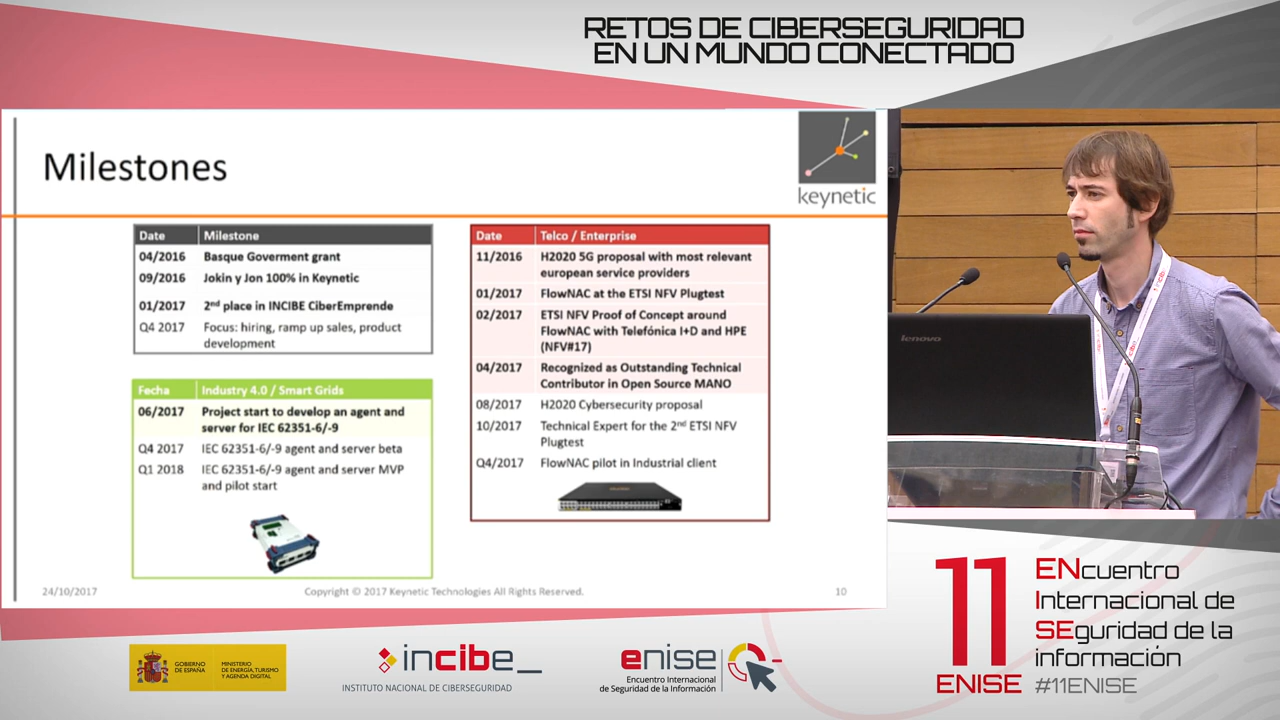 RETOS DE CIBERSEGURIDAD
EN UN MUNDO CONECTADO
Milestones
keynetic
Date Milestone
04/2016 Basque Goverment grant
09/2016 Jokin y Jon 100% in Keynetic
01/2017 2nd place in INCIBE CiberEmprende
Q4 2017 Focus: hiring, ramp up sales, product
development
Fecha Industry 4.0 / Smart Grids
06/2017 Project start to develop an agent and
server for IEC 62351-6/-9
Q4 2017 IEC 62351-6/-9 agent and server beta
Q1 2018 IEC 62351-6/-9 agent and server MVP
and pilot start
Date Telco / Enterprise
11/2016 H2020 5G proposal with most relevant
european service providers
01/2017 FlowNAC at the ETSI NFV Plugtest
02/2017 ETSI NFV Proof of Concept around
FlowNAC with Telefónica I+D and HPE
(NFV#17)
04/2017 Recognized as Outstanding Technical
Contributor in Open Source MANO
08/2017 H2020 Cybersecurity proposal
10/2017 Technical Expert for the 2nd ETSI NFV
Plugtest
Q4/2017 FlowNAC pilot in Industrial client
24/10/2017 Copyright © 2017 Keynetic Technologies All Rights Reserved. 10
lenovo
GOBIERNO
DE ESPAÑA
MINISTERIO
DE ENERGÍA, TURISMO
Y AGENDA DIGITAL
incibe_
INSTITUTO NACIONAL DE CIBERSEGURIDAD
enise
Encuentro Internacional
de Seguridad de la Información
11
ENISE
ENcuentro
Internacional de
SEguridad de la
información
#11ENISE